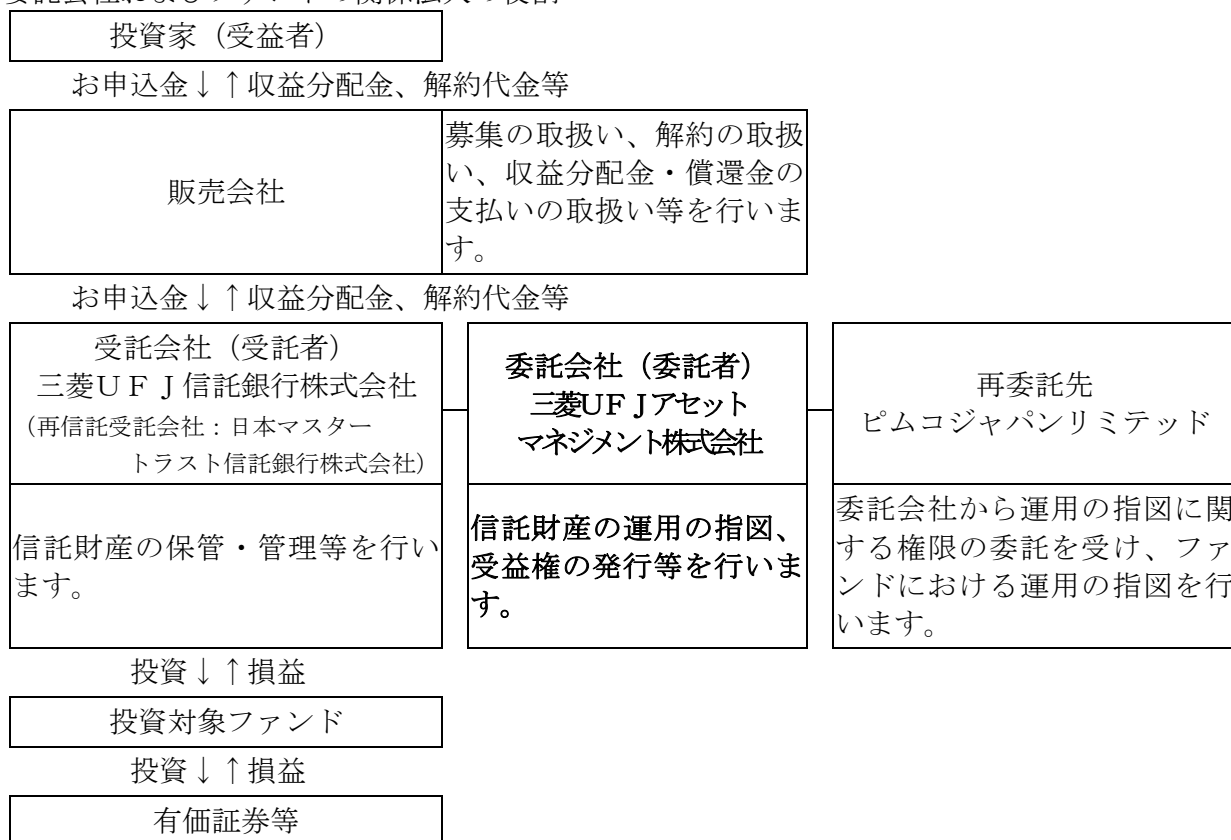 投資家（受益者）
お申込金↓↑収益分配金、解約代金等
販売会社
募集の取扱い、解約の取扱
い、収益分配金・償還金の
支払いの取扱い等を行いま
す。
お申込金↓↑収益分配金、解約代金等
受託会社（受託者）
三菱ＵＦＪ信託銀行株式会社
（再信託受託会社：日本マスター
トラスト信託銀行株式会社）
委託会社（委託者）
三菱UFJアセット
マネジメント株式会社
再委託先
ピムコジャパンリミテッド
信託財産の保管・管理等を行い
ます。
信託財産の運用の指図、
受益権の発行等を行いま
す。
委託会社から運用の指図に関
する権限の委託を受け、ファ
ンドにおける運用の指図を行
います。
投資↓↑損益
投資対象ファンド
投資↓↑損益
有価証券等